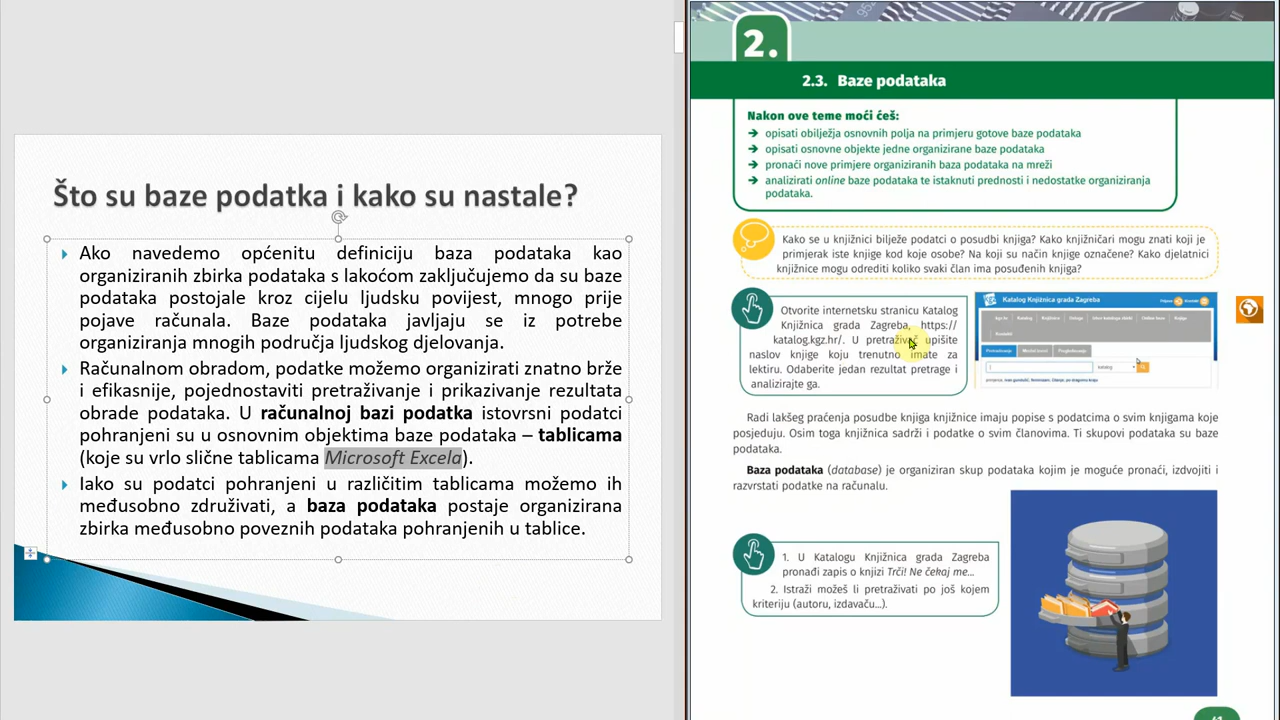 Što su baze podatka i kako su nastale?
Ako navedemo općenitu definiciju baza podataka kao
organiziranih zbirka podataka s lakoćom zaključujemo da su baze
podataka postojale kroz cijelu ljudsku povijest, mnogo prije
pojave računala. Baze podataka javljaju se iz potrebe
organiziranja mnogih područja ljudskog djelovanja.
Računalnom obradom, podatke možemo organizirati znatno brže
i efikasnije, pojednostaviti pretraživanje i prikazivanje rezultata
obrade podataka. U računalnoj bazi podatka istovrsni podatci
pohranjeni su u osnovnim objektima baze podataka – tablicama
(koje su vrlo slične tablicama Microsoft Excela).
Iako su podatci pohranjeni u različitim tablicama možemo ih
međusobno združivati, a baza podataka postaje organizirana
zbirka međusobno poveznih podataka pohranjenih u tablice.
2.
2.3. Baze podataka
Nakon ove teme moći ćeš:
opisati obilježja osnovnih polja na primjeru gotove baze podataka
opisati osnovne objekte jedne organizirane baze podataka
pronaći nove primjere organiziranih baza podataka na mreži
analizirati online baze podataka te istaknuti prednosti i nedostatke organiziranja
podataka.
Kako se u knjižnici bilježe podatci o posudbi knjiga? Kako knjižničari mogu znati koji je
primjerak iste knjige kod koje osobe? Na koji su način knjige označene? Kako djelatnici
knjižnice mogu odrediti koliko svaki član ima posuđenih knjiga?
Otvorite internetsku stranicu Katalog
Knjižnica grada Zagreba, https://
katalog.kgz.hr/. U pretraživač upišite
naslov knjige koju trenutno imate za
lektiru. Odaberite jedan rezultat pretrage i
analizirajte ga.
Katalog Knjižnica grada Zagreba
Pretraživanje
katalog
Radi lakšeg praćenja posudbe knjiga knjižnice imaju popise s podatcima o svim knjigama koje
posjeduju. Osim toga knjižnica sadrži i podatke o svim članovima. Ti skupovi podataka su baze
podataka.
Baza podataka (database) je organiziran skup podataka kojim je moguće pronaći, izdvojiti i
razvrstati podatke na računalu.
1. U Katalogu Knjižnica grada Zagreba
pronađi zapis o knjizi Trči! Ne čekaj me...
2. Istraži možeš li pretraživati po još kojem
kriteriju (autoru, izdavaču...).